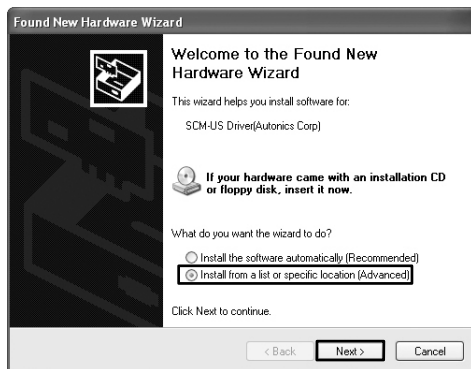 Found New Hardware Wizard
Welcome to the Found New
Hardware Wizard
This wizard helps you install software for:
SCM-US Driver(Autonics Corp)
If your hardware came with an installation CD
or floppy disk, insert it now.
What do you want the wizard to do?
Install the software automatically (Recommended)
Install from a list or specific location (Advanced)
Click Next to continue.
< Back
Next >
Cancel